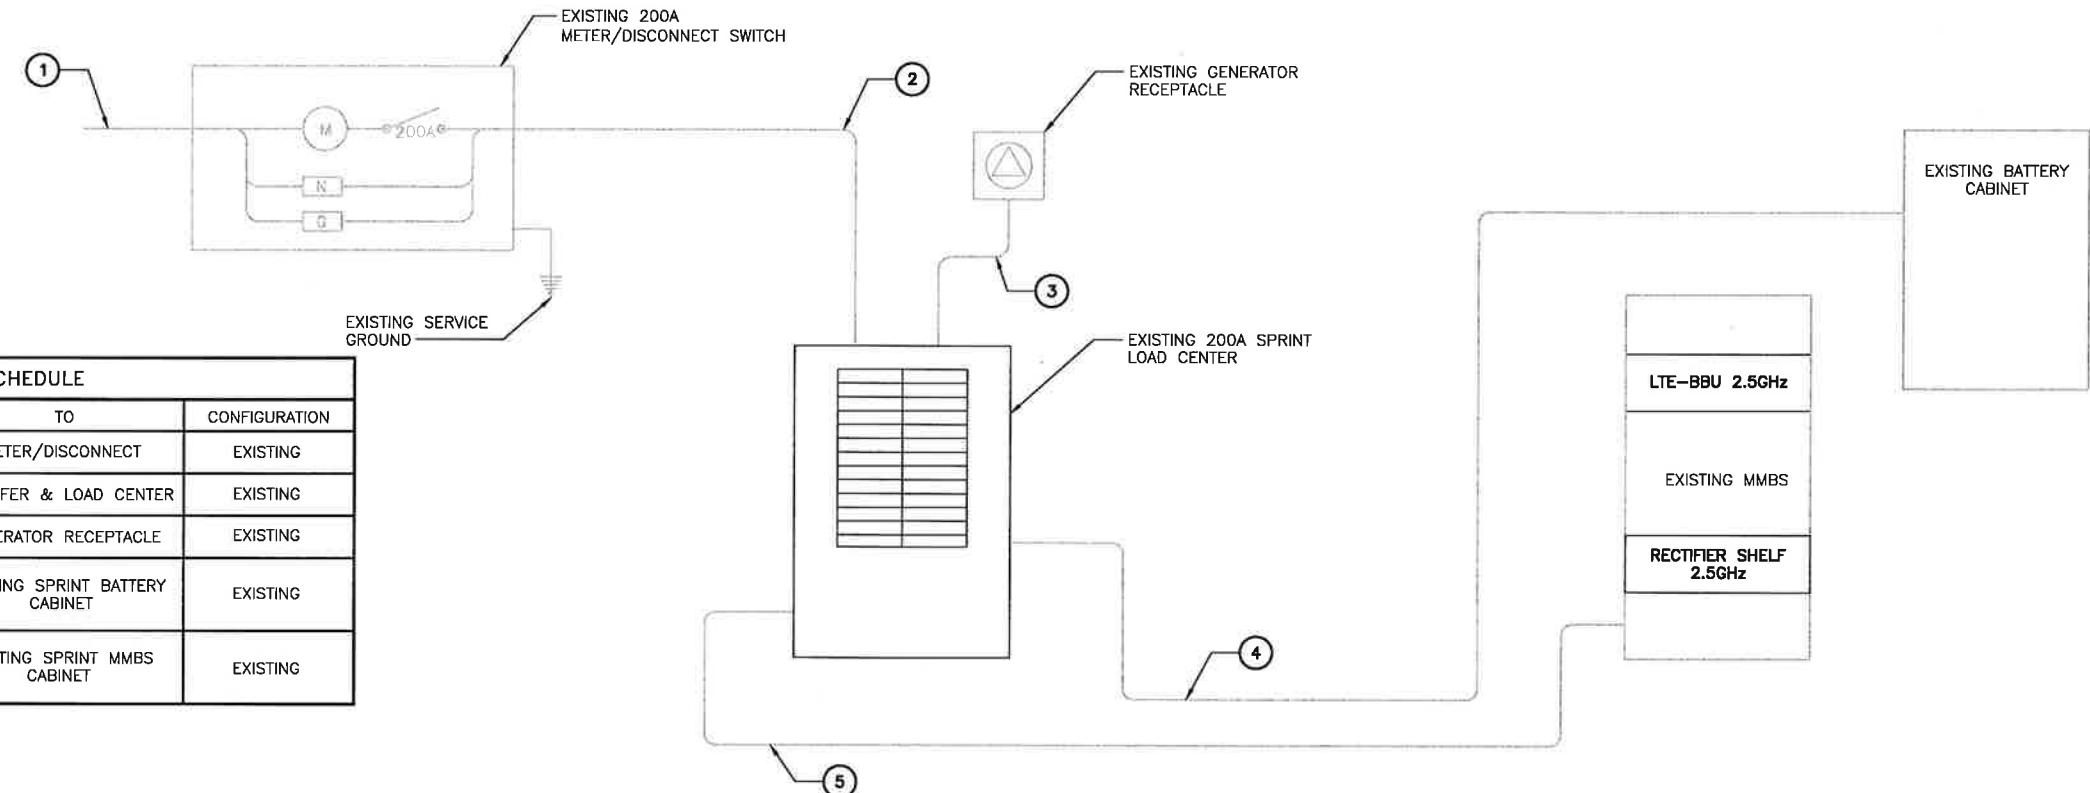 EXISTING 200A
METER/DISCONNECT SWITCH
1
2
EXISTING GENERATOR
RECEPTACLE
M
200A
N
G
EXISTING BATTERY
CABINET
3
EXISTING SERVICE
GROUND
EXISTING 200A SPRINT
LOAD CENTER
LTE-BBU 2.5GHz
EXISTING MMBS
RECTIFIER SHELF
2.5GHz
CHEDULE
TO
CONFIGURATION
ETER/DISCONNECT
EXISTING
FER & LOAD CENTER
EXISTING
ERATOR RECEPTACLE
EXISTING
ING SPRINT BATTERY
CABINET
EXISTING
TING SPRINT MMBS
CABINET
EXISTING
4
5